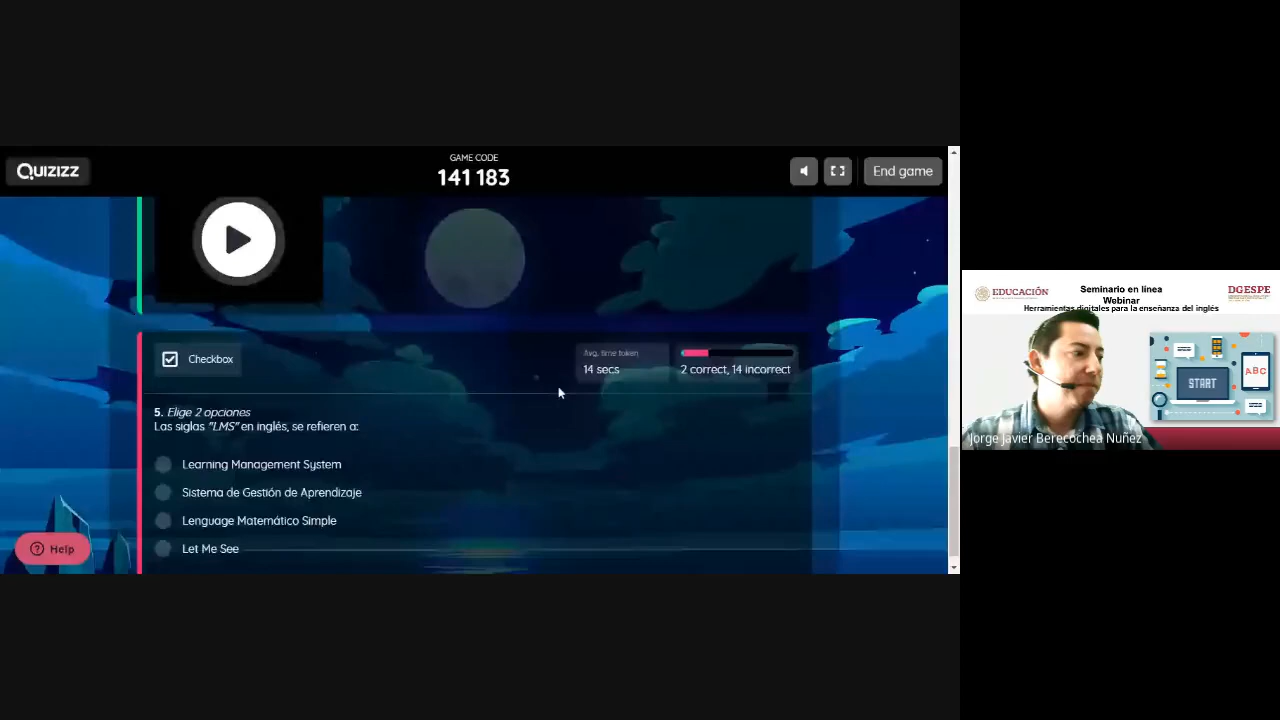 Quizizz
GAME CODE
141 183
End game
Checkbox
Avg. time token
14 secs
2 correct, 14 incorrect
5. Elige 2 opciones
Las siglas "LMS" en inglés, se refieren a:
Learning Management System
Sistema de Gestión de Aprendizaje
Lenguage Matemático Simple
Let Me See
Help
EDUCACIÓN
Seminario en línea
Webinar
Herramientas digitales para la enseñanza del inglés
DGESPE
START
ABC
Jorge Javier Berecochea Nuñez